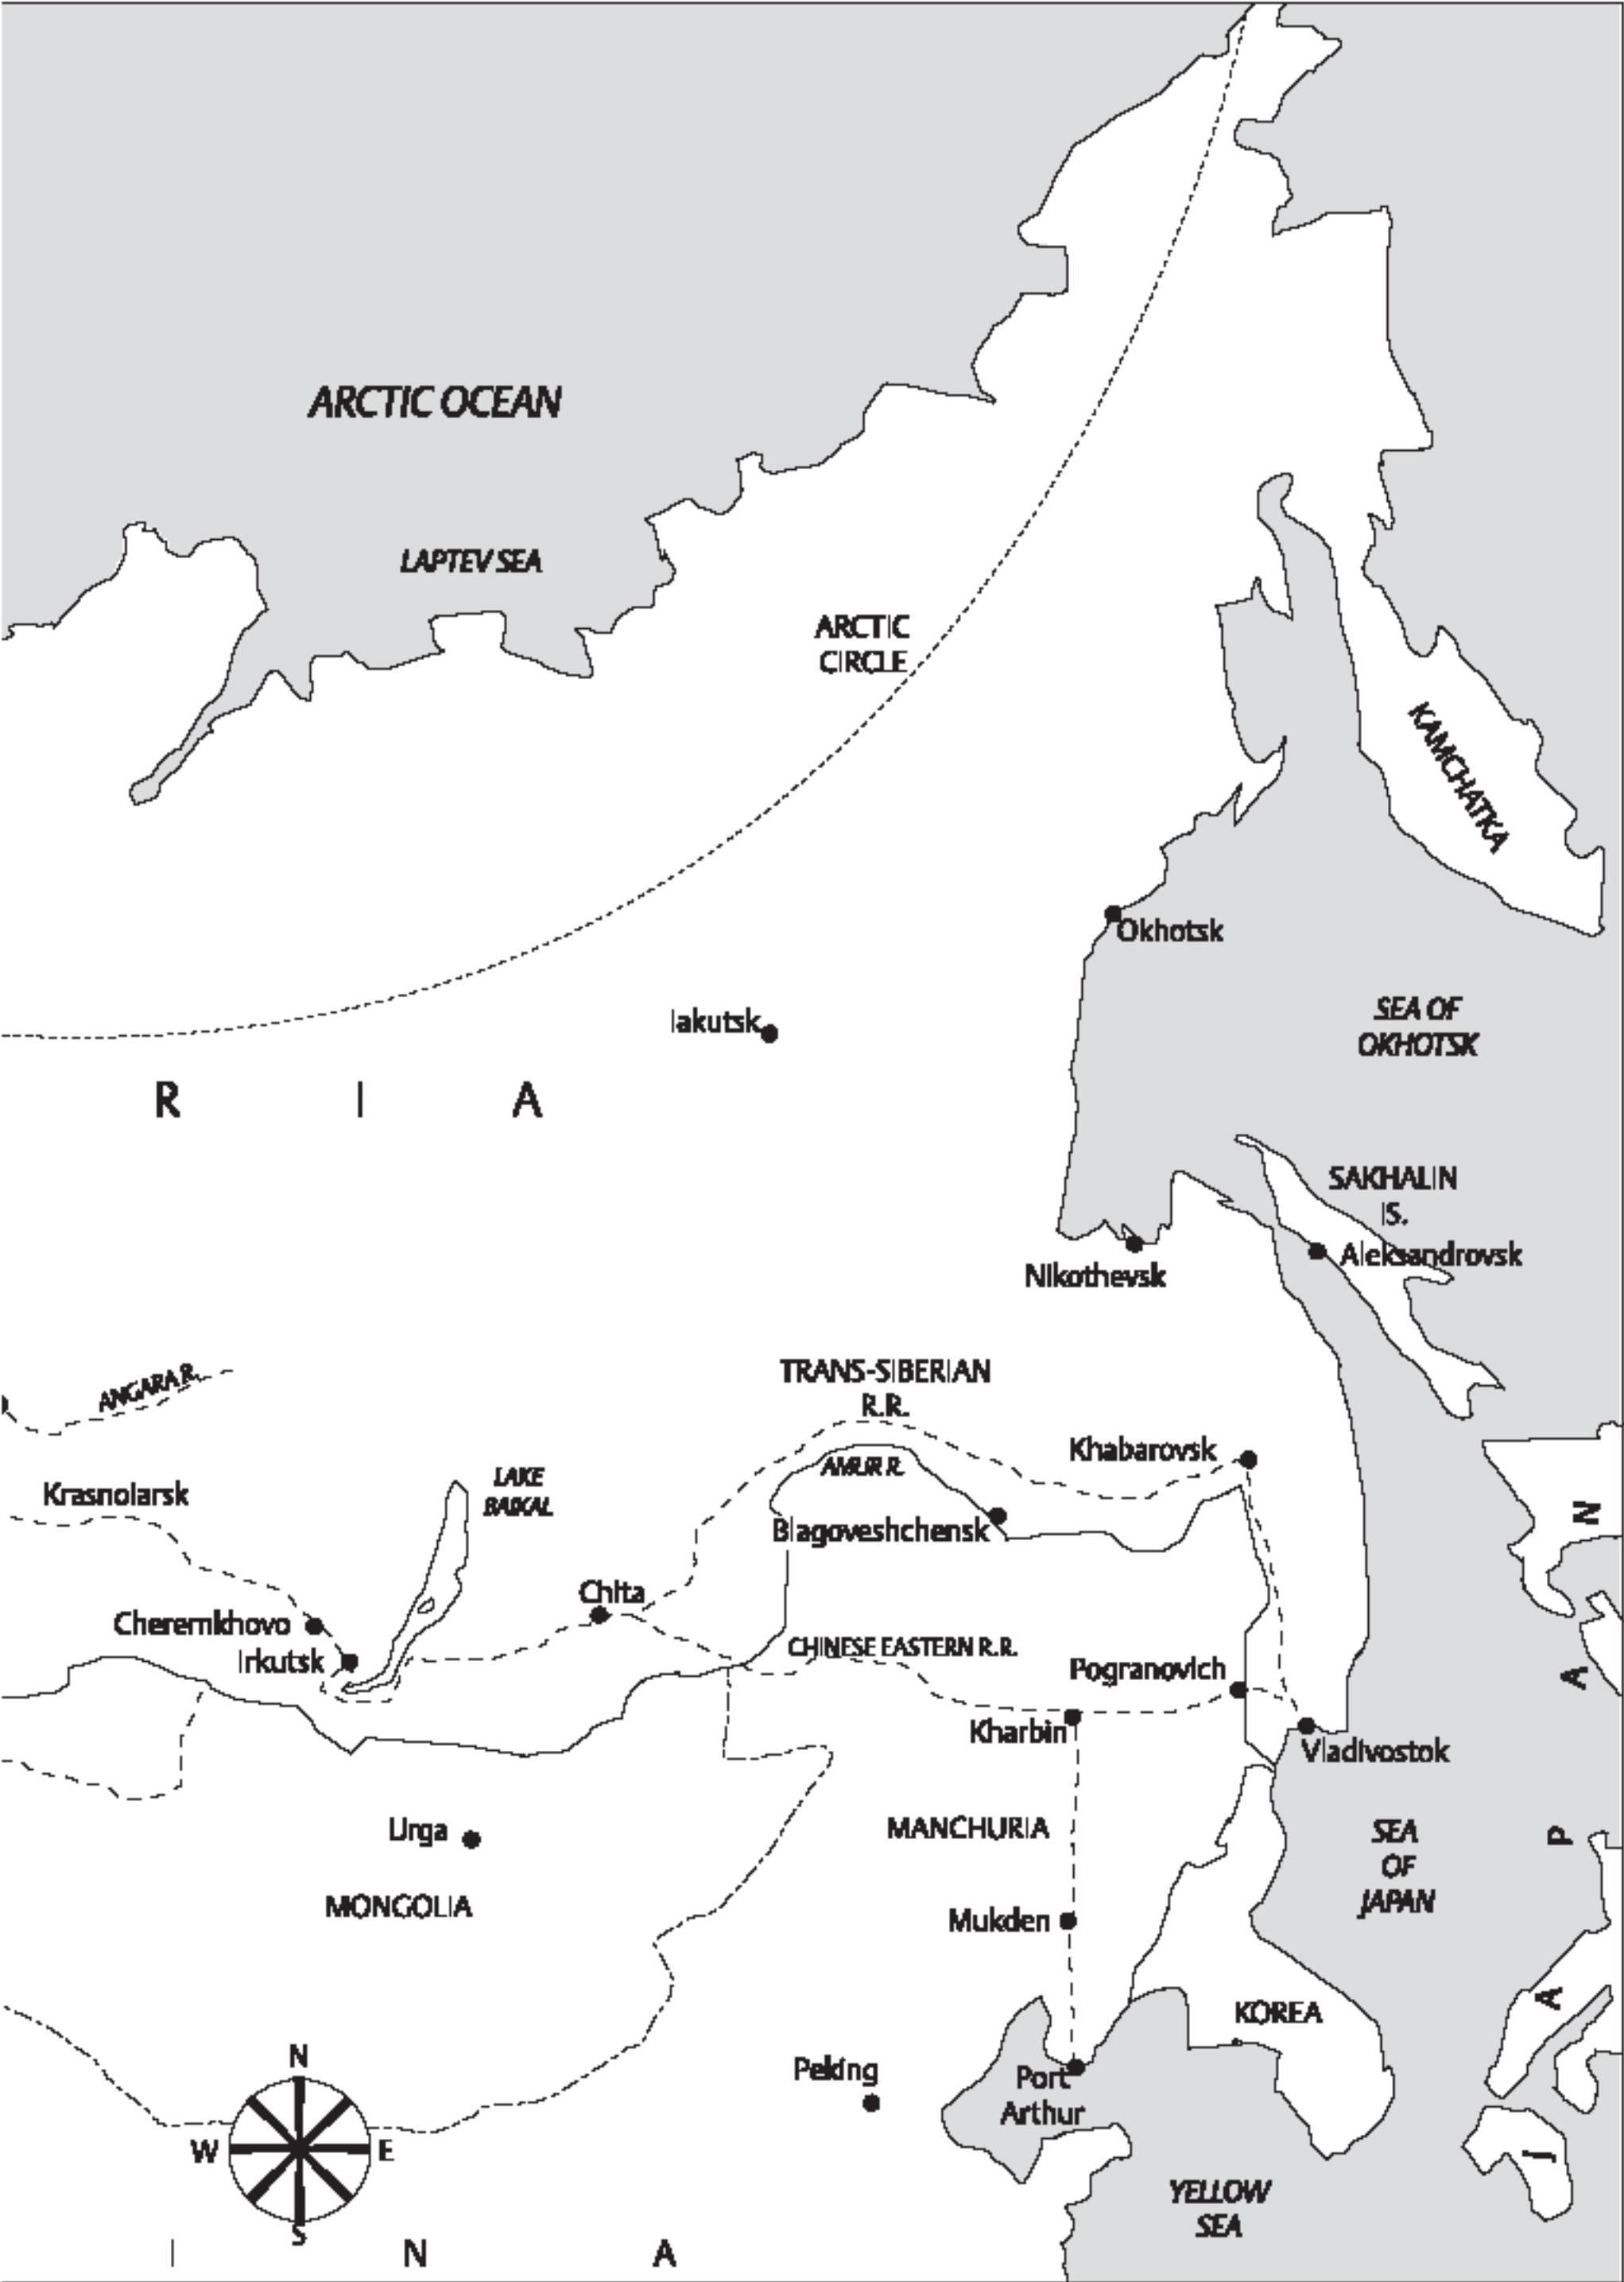 ARCTIC OCEAN
LAPTEV SEA
ARCTIC
CIRCLE
KAMCHATKA
Okhotsk
Iakutsk
SEA OF
OKHOTSK
R I A
SAKHALIN
IS.
Aleksandrovsk
Nikothevsk
ANGARA R.
TRANS-SIBERIAN
R.R.
Khabarovsk
AMUR R.
LAKE
BAIKAL
Krasnoiarsk
Blagoveshchensk
Chita
Cheremkhovo
Irkutsk
CHINESE EASTERN R.R.
Pogranovich
Kharbin
Vladivostok
Urga
MANCHURIA
MONGOLIA
SEA
OF
JAPAN
J A P A N
Mukden
KOREA
Peking
Port
Arthur
N
W E
S
YELLOW
SEA
I N A